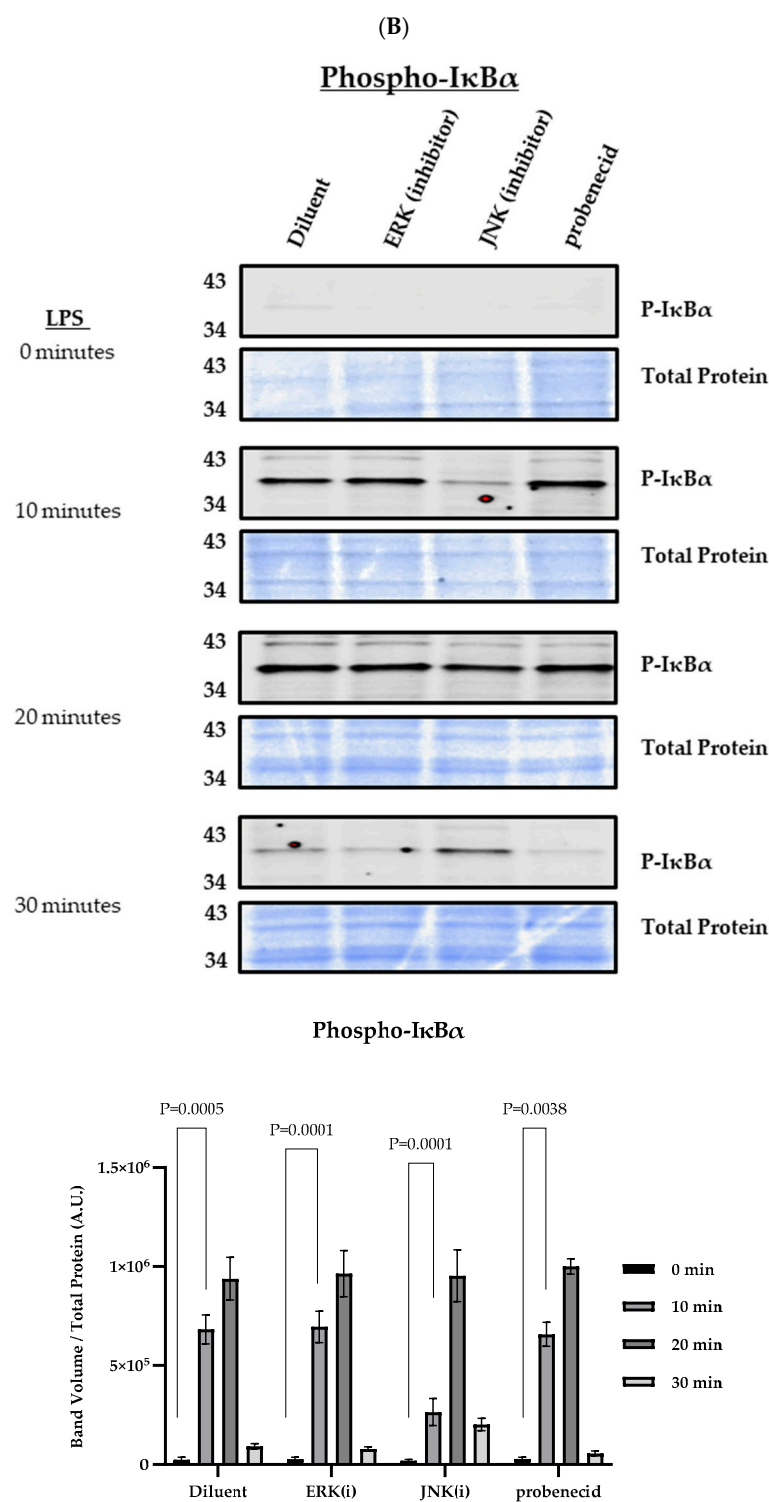 (B)
Phospho-IκBα
Diluent
ERK (inhibitor)
JNK (inhibitor)
probenecid
LPS
0 minutes
43
34
P-IκBα
43
34
Total Protein
10 minutes
43
34
P-IκBα
43
34
Total Protein
20 minutes
43
34
P-IκBα
43
34
Total Protein
30 minutes
43
34
P-IκBα
43
34
Total Protein
Phospho-IκBα
P=0.0005
P=0.0001
P=0.0001
P=0.0038
Band Volume / Total Protein (A.U.)
1.5×10⁶
1×10⁶
5×10⁵
0
Diluent
ERK(i)
JNK(i)
probenecid
0 min
10 min
20 min
30 min